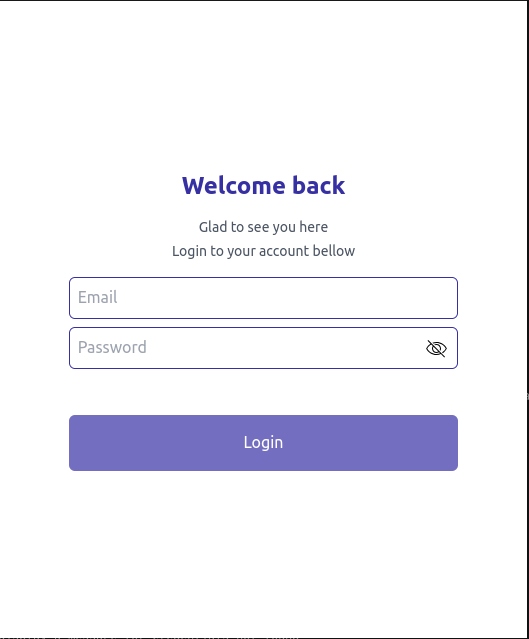 Welcome back
Glad to see you here
Login to your account bellow
Email
Password
Login